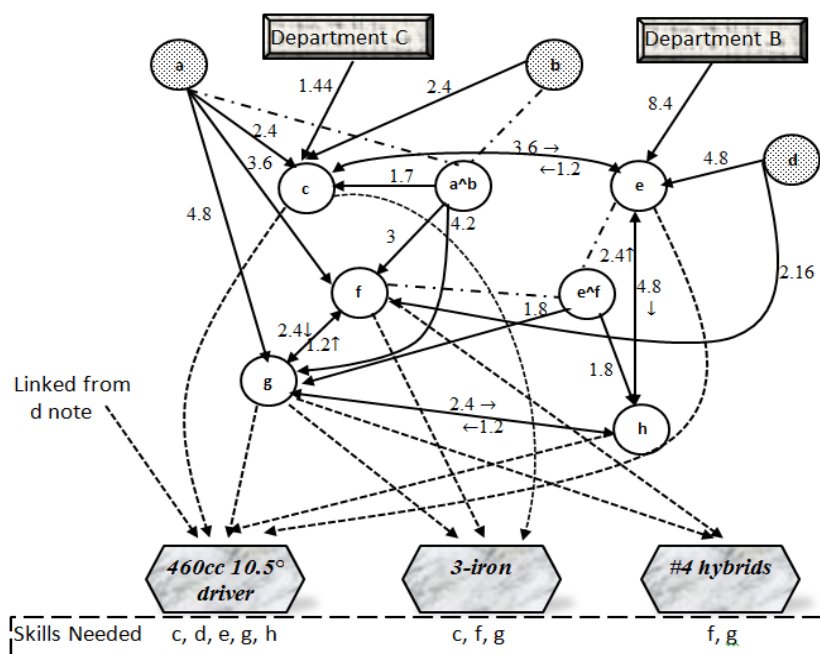 Department C
Department B
a
b
1.44
2.4
8.4
2.4
3.6 →
←1.2
4.8
d
3.6
c
1.7
a^b
e
4.8
4.2
3
2.4↑
2.16
f
e^f
4.8
↓
1.8
2.4↓
1.2↑
1.8
g
Linked from
d note
2.4 →
←1.2
h
460cc 10.5°
driver
3-iron
#4 hybrids
Skills Needed c, d, e, g, h c, f, g f, g